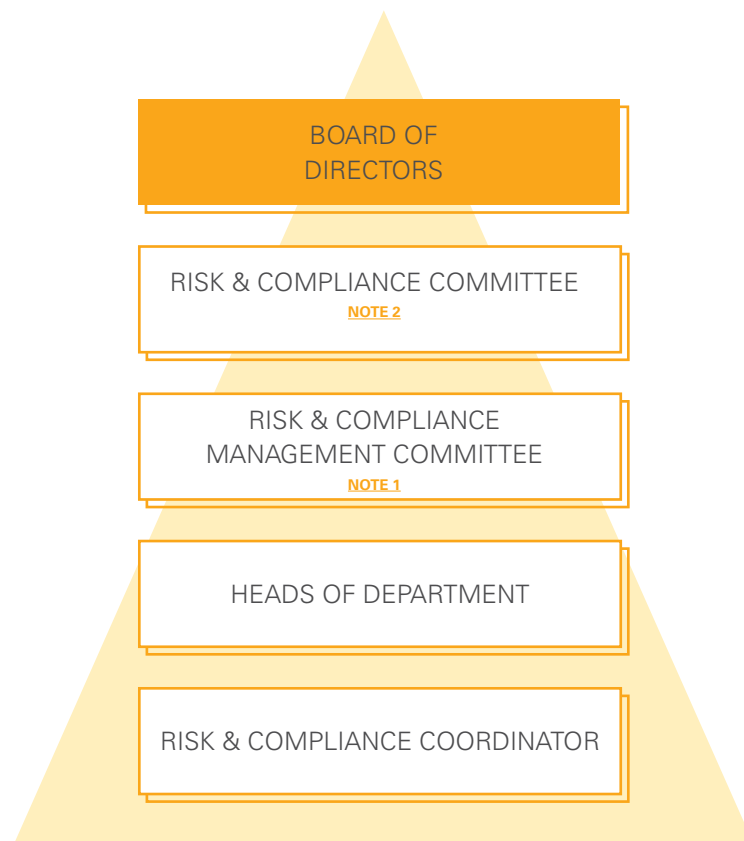 BOARD OF
DIRECTORS
RISK & COMPLIANCE COMMITTEE
NOTE 2
RISK & COMPLIANCE
MANAGEMENT COMMITTEE
NOTE 1
HEADS OF DEPARTMENT
RISK & COMPLIANCE COORDINATOR